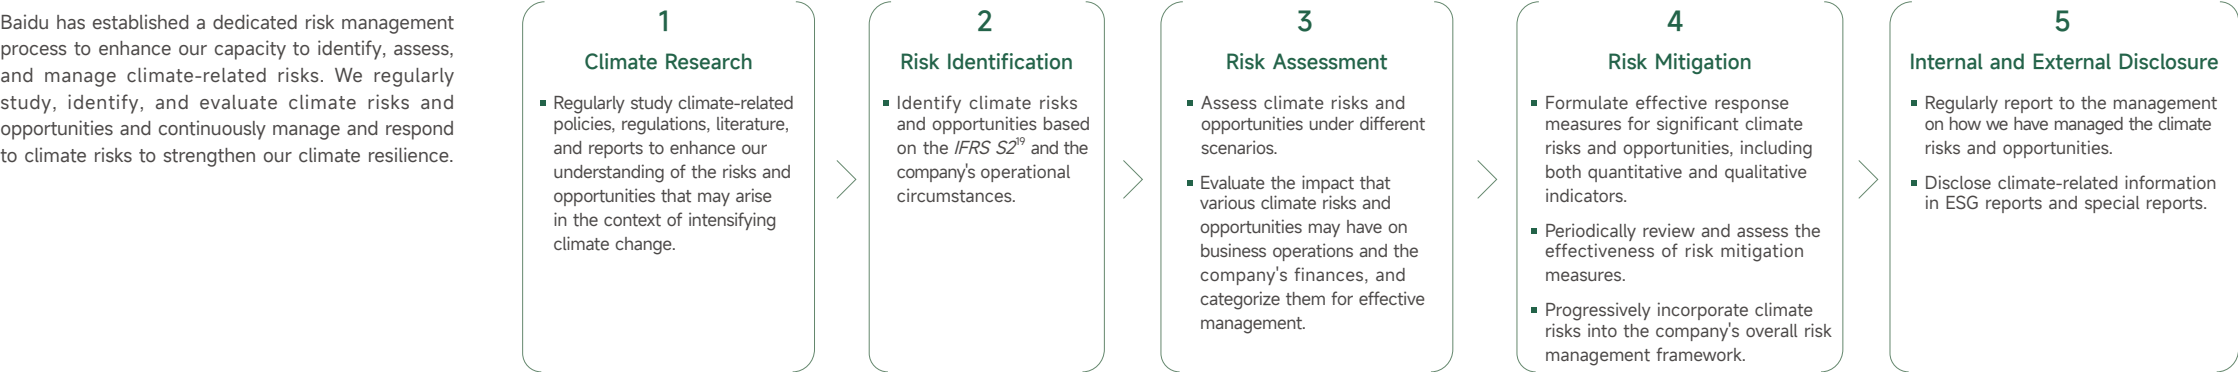 Baidu has established a dedicated risk management
process to enhance our capacity to identify, assess,
and manage climate-related risks. We regularly
study, identify, and evaluate climate risks and
opportunities and continuously manage and respond
to climate risks to strengthen our climate resilience.
1
Climate Research
▪ Regularly study climate-related
policies, regulations, literature,
and reports to enhance our
understanding of the risks and
opportunities that may arise
in the context of intensifying
climate change.
2
Risk Identification
▪ Identify climate risks
and opportunities based
on the IFRS S2¹⁹ and the
company's operational
circumstances.
3
Risk Assessment
▪ Assess climate risks and
opportunities under different
scenarios.
▪ Evaluate the impact that
various climate risks and
opportunities may have on
business operations and the
company's finances, and
categorize them for effective
management.
4
Risk Mitigation
▪ Formulate effective response
measures for significant climate
risks and opportunities, including
both quantitative and qualitative
indicators.
▪ Periodically review and assess the
effectiveness of risk mitigation
measures.
▪ Progressively incorporate climate
risks into the company's overall risk
management framework.
5
Internal and External Disclosure
▪ Regularly report to the management
on how we have managed the climate
risks and opportunities.
▪ Disclose climate-related information
in ESG reports and special reports.